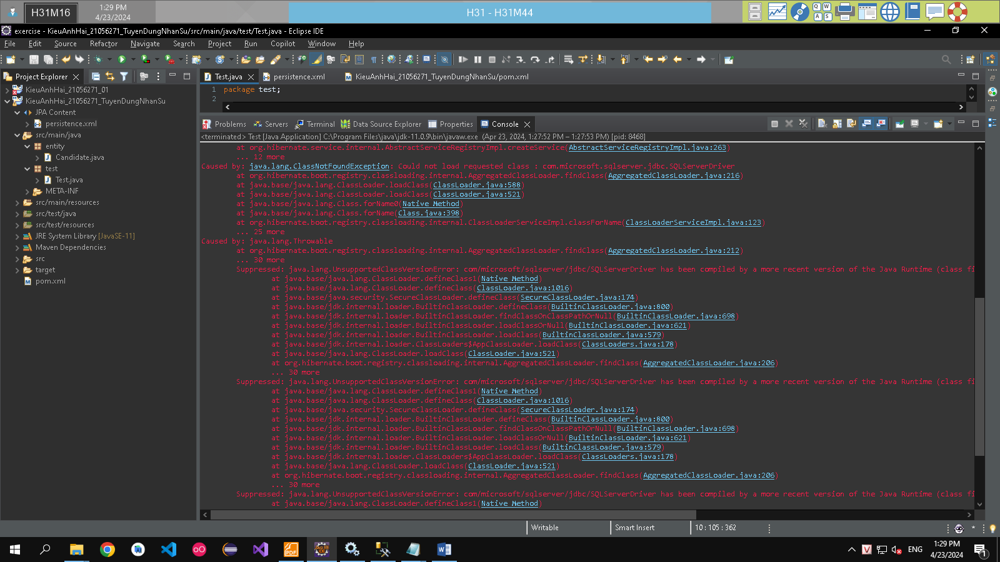 H31M16
1:29 PM
4/23/2024
H31 - H31M44
exercise - KieuAnhHai_21056271_TuyenDungNhanSu/src/main/java/test/Test.java - Eclipse IDE
File Edit Source Refactor Navigate Search Project Run Copilot Window Help
Project Explorer
KieuAnhHai_21056271_01
KieuAnhHai_21056271_TuyenDungNhanSu
JPA Content
persistence.xml
src/main/java
entity
Candidate.java
test
Test.java
META-INF
src/main/resources
src/test/java
src/test/resources
JRE System Library [JavaSE-11]
Maven Dependencies
src
target
pom.xml
Test.java persistence.xml KieuAnhHai_21056271_TuyenDungNhanSu/pom.xml
1 package test;
2
Problems Servers Terminal Data Source Explorer Properties Console
<terminated> Test [Java Application] C:\Program Files\java\jdk-11.0.9\bin\javaw.exe (Apr 23, 2024, 1:27:52 PM – 1:27:53 PM) [pid: 8468]
at org.hibernate.service.internal.AbstractServiceRegistryImpl.createService(AbstractServiceRegistryImpl.java:263)
... 12 more
Caused by: java.lang.ClassNotFoundException: Could not load requested class : com.microsoft.sqlserver.jdbc.SQLServerDriver
at org.hibernate.boot.registry.classloading.internal.AggregatedClassLoader.findClass(AggregatedClassLoader.java:216)
at java.base/java.lang.ClassLoader.loadClass(ClassLoader.java:588)
at java.base/java.lang.ClassLoader.loadClass(ClassLoader.java:521)
at java.base/java.lang.Class.forName0(Native Method)
at java.base/java.lang.Class.forName(Class.java:398)
at org.hibernate.boot.registry.classloading.internal.ClassLoaderServiceImpl.classForName(ClassLoaderServiceImpl.java:123)
... 25 more
Caused by: java.lang.Throwable
at org.hibernate.boot.registry.classloading.internal.AggregatedClassLoader.findClass(AggregatedClassLoader.java:212)
... 30 more
Suppressed: java.lang.UnsupportedClassVersionError: com/microsoft/sqlserver/jdbc/SQLServerDriver has been compiled by a more recent version of the Java Runtime (class fi
at java.base/java.lang.ClassLoader.defineClass1(Native Method)
at java.base/java.lang.ClassLoader.defineClass(ClassLoader.java:1016)
at java.base/java.security.SecureClassLoader.defineClass(SecureClassLoader.java:174)
at java.base/jdk.internal.loader.BuiltinClassLoader.defineClass(BuiltinClassLoader.java:800)
at java.base/jdk.internal.loader.BuiltinClassLoader.findClassOnClassPathOrNull(BuiltinClassLoader.java:698)
at java.base/jdk.internal.loader.BuiltinClassLoader.loadClassOrNull(BuiltinClassLoader.java:621)
at java.base/jdk.internal.loader.BuiltinClassLoader.loadClass(BuiltinClassLoader.java:579)
at java.base/jdk.internal.loader.ClassLoaders$AppClassLoader.loadClass(ClassLoaders.java:178)
at java.base/java.lang.ClassLoader.loadClass(ClassLoader.java:521)
at org.hibernate.boot.registry.classloading.internal.AggregatedClassLoader.findClass(AggregatedClassLoader.java:206)
... 30 more
Suppressed: java.lang.UnsupportedClassVersionError: com/microsoft/sqlserver/jdbc/SQLServerDriver has been compiled by a more recent version of the Java Runtime (class fi
at java.base/java.lang.ClassLoader.defineClass1(Native Method)
at java.base/java.lang.ClassLoader.defineClass(ClassLoader.java:1016)
at java.base/java.security.SecureClassLoader.defineClass(SecureClassLoader.java:174)
at java.base/jdk.internal.loader.BuiltinClassLoader.defineClass(BuiltinClassLoader.java:800)
at java.base/jdk.internal.loader.BuiltinClassLoader.findClassOnClassPathOrNull(BuiltinClassLoader.java:698)
at java.base/jdk.internal.loader.BuiltinClassLoader.loadClassOrNull(BuiltinClassLoader.java:621)
at java.base/jdk.internal.loader.BuiltinClassLoader.loadClass(BuiltinClassLoader.java:579)
at java.base/jdk.internal.loader.ClassLoaders$AppClassLoader.loadClass(ClassLoaders.java:178)
at java.base/java.lang.ClassLoader.loadClass(ClassLoader.java:521)
at org.hibernate.boot.registry.classloading.internal.AggregatedClassLoader.findClass(AggregatedClassLoader.java:206)
... 30 more
Suppressed: java.lang.UnsupportedClassVersionError: com/microsoft/sqlserver/jdbc/SQLServerDriver has been compiled by a more recent version of the Java Runtime (class fi
at java.base/java.lang.ClassLoader.defineClass1(Native Method)
Writable Smart Insert 10 : 105 : 362
ENG
1:29 PM
4/23/2024
1